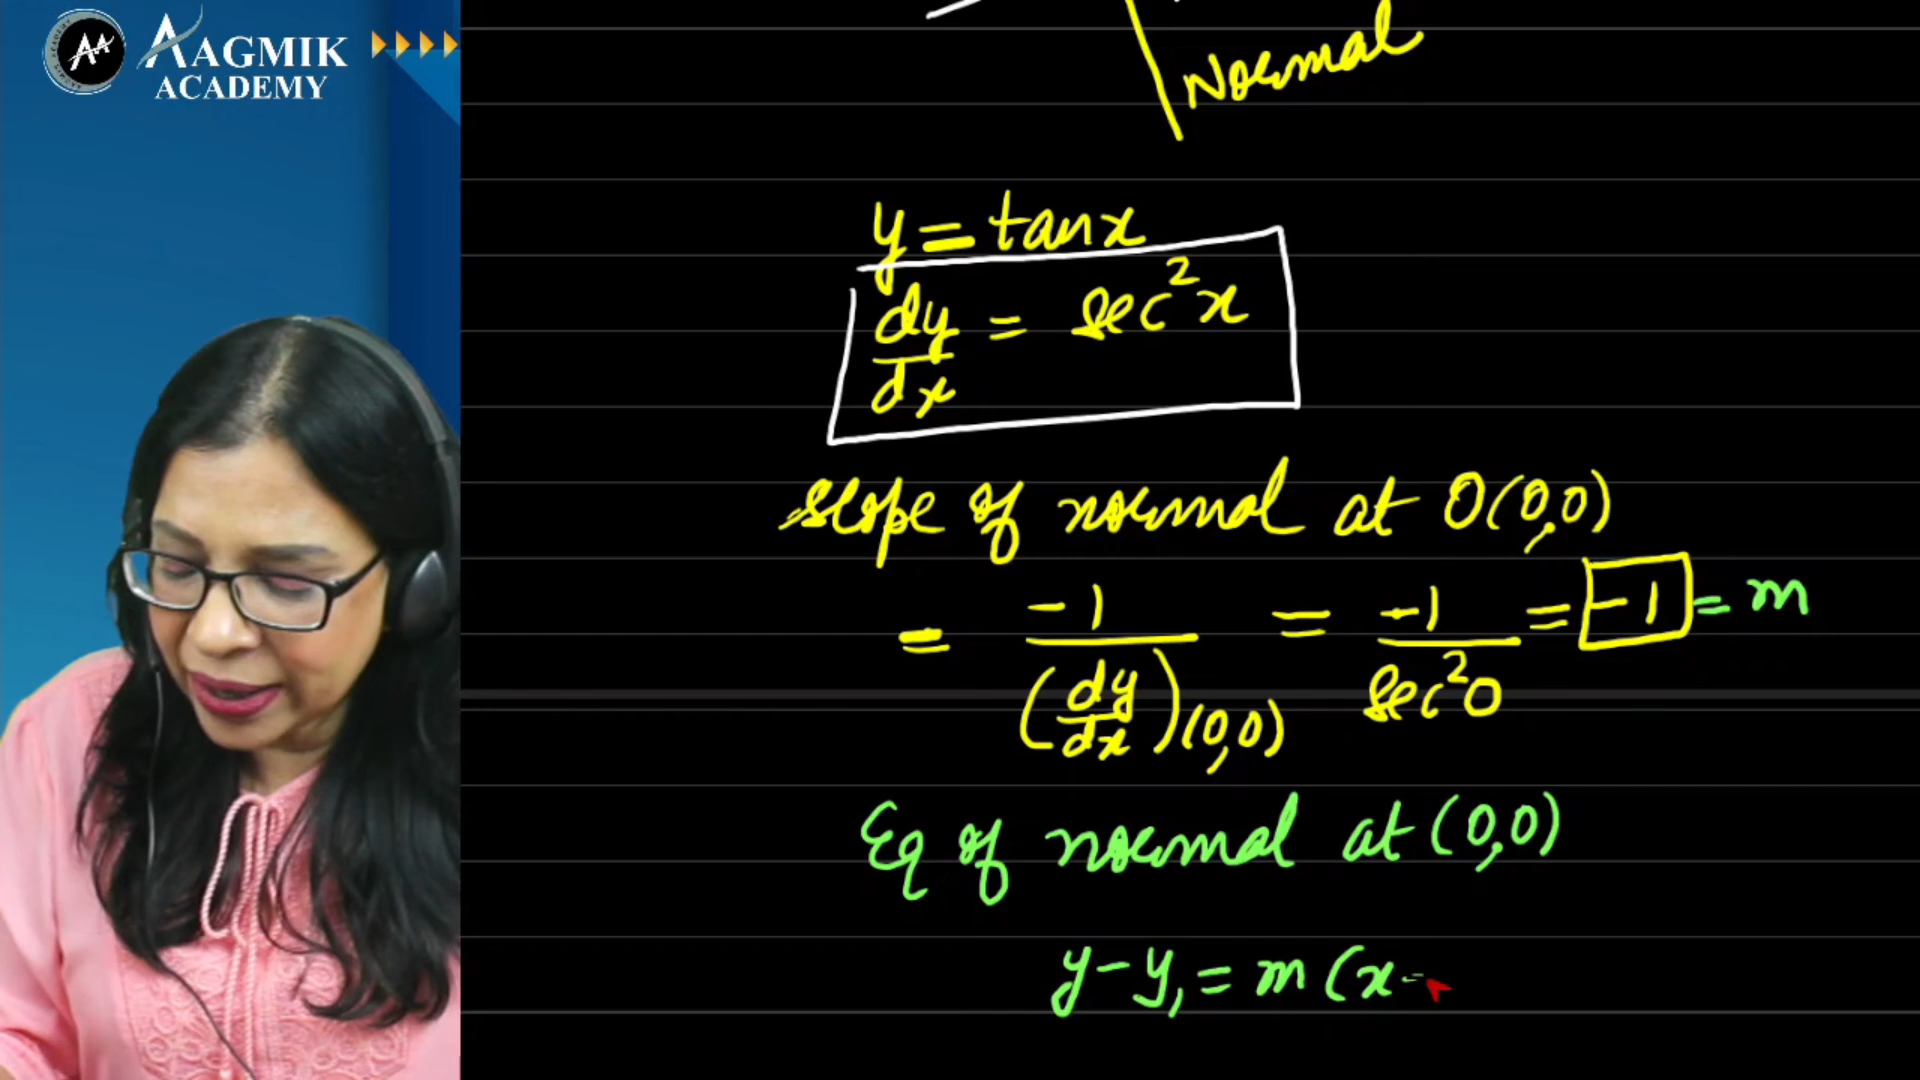 AAGMIK
ACADEMY
Normal
y = tanx
dy/dx = sec²x
slope of normal at O(0,0)
= -1/(dy/dx)(0,0) = -1/sec²0 = -1 = m
Eq of normal at (0,0)
y-y₁ = m (x-